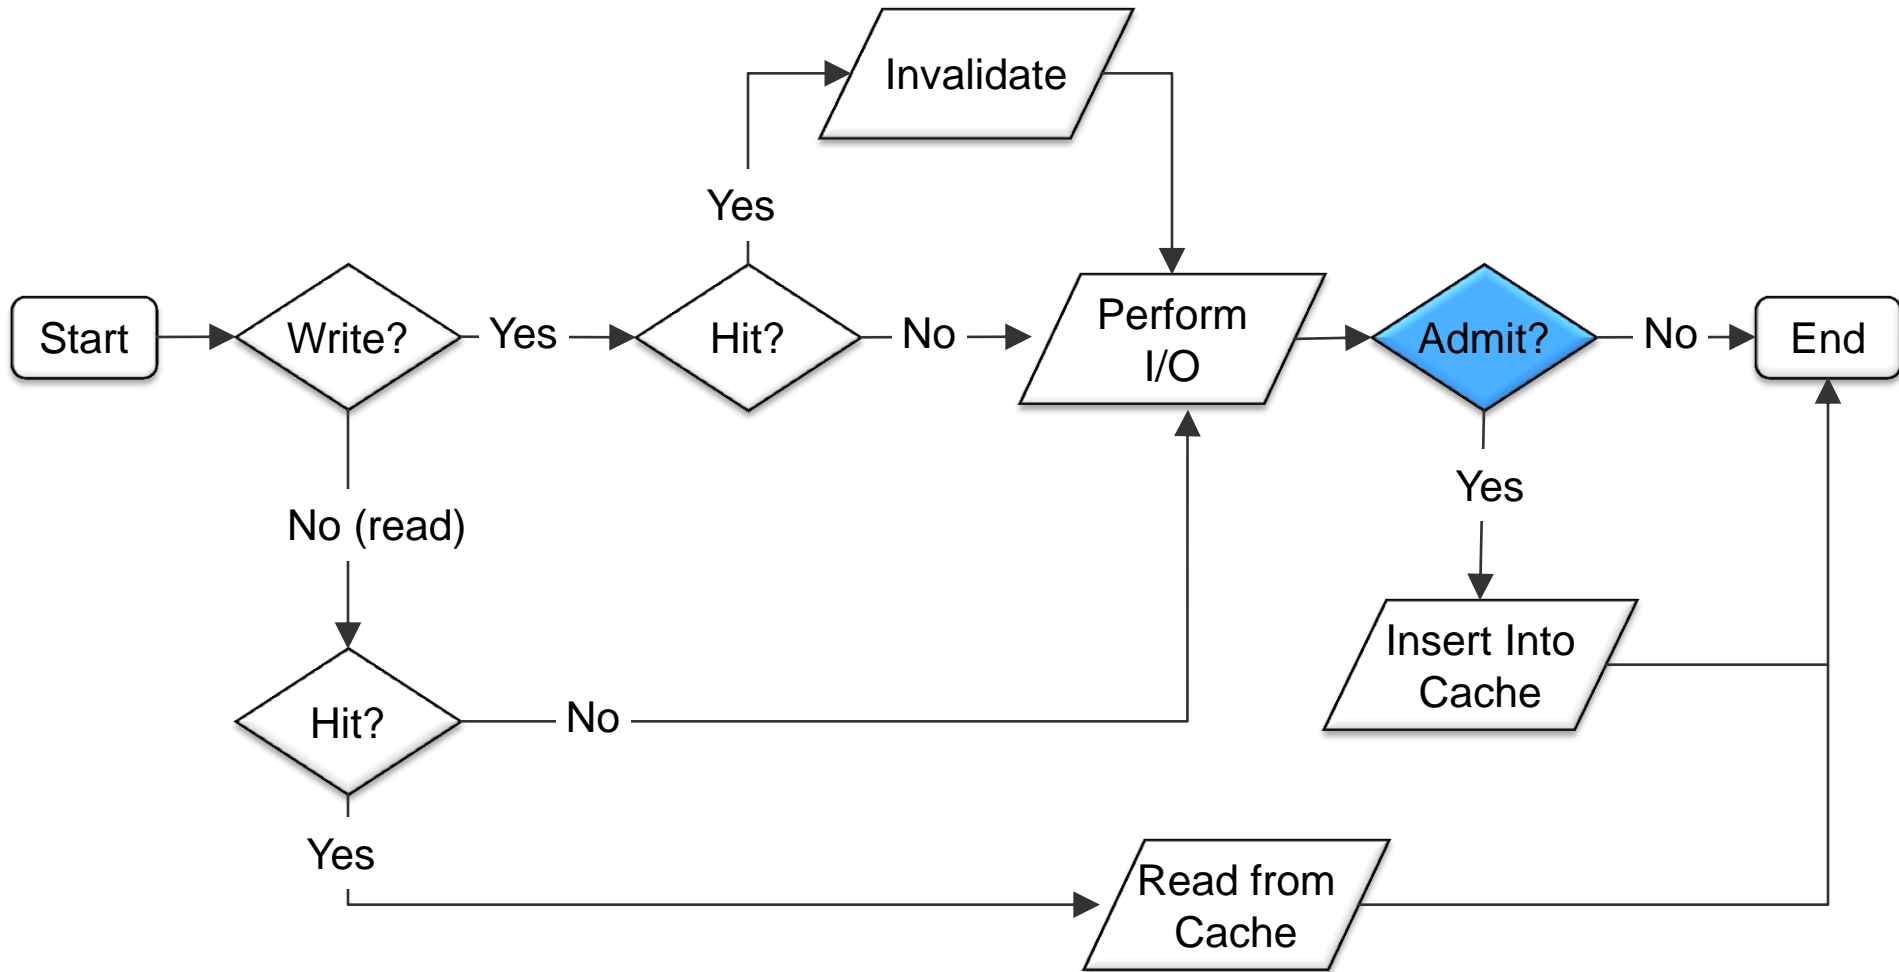 Invalidate
Yes
Start
Write?
Yes
Hit?
No
Perform
I/O
Admit?
No
End
Yes
No (read)
Insert Into
Cache
Hit?
No
Yes
Read from
Cache